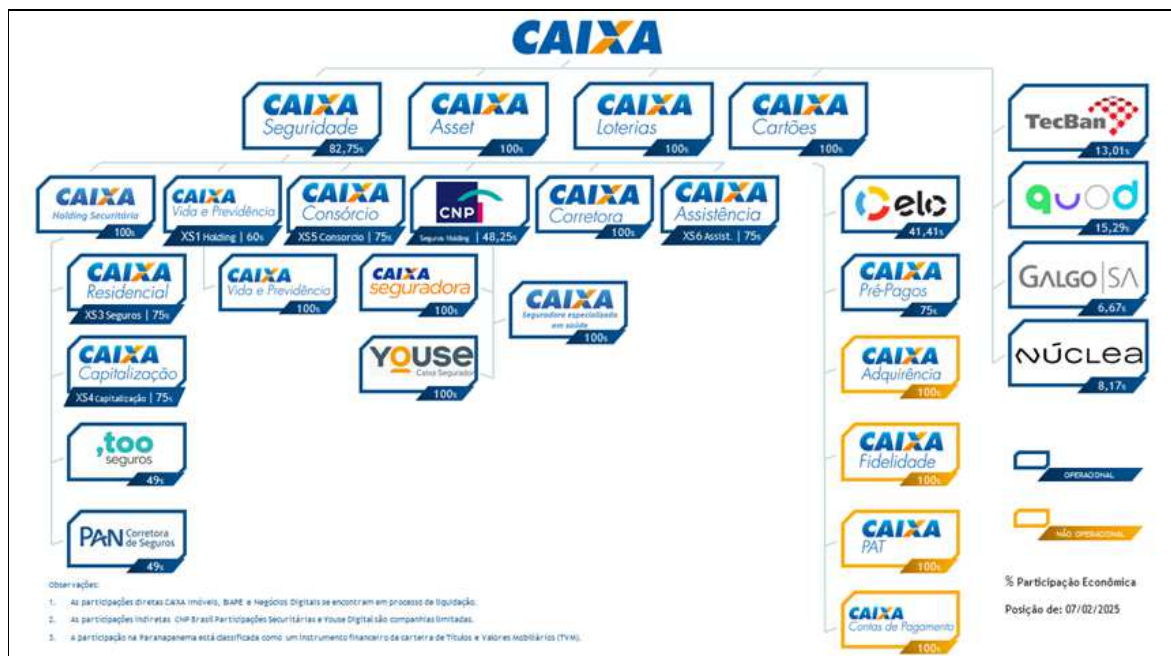 CAIXA
CAIXA
Seguridade
82,75%
CAIXA
Asset
100%
CAIXA
Loterias
100%
CAIXA
Cartões
100%
TecBan
13,01%
CAIXA
Holding Securitária
100%
CAIXA
Vida e Previdência
XS1 Holding | 60%
CAIXA
Consórcio
XS5 Consorcio | 75%
CNP
Seguros Holding | 48,25%
CAIXA
Corretora
100%
CAIXA
Assistência
XS6 Assist. | 75%
elo
41,41%
quod
15,29%
CAIXA
Residencial
XS3 Seguros | 75%
CAIXA
Vida e Previdência
100%
CAIXA
seguradora
100%
CAIXA
Seguradora especializada
em saúde
100%
CAIXA
Pré-Pagos
75%
GALGO|SA
6,67%
CAIXA
Capitalização
XS4 Capitalização | 75%
YOUSE
Caixa Segurador
100%
CAIXA
Adquirência
100%
NÚCLEA
8,17%
,too
seguros
49%
CAIXA
Fidelidade
100%
OPERACIONAL
PAN Corretora
de Seguros
49%
CAIXA
PAT
100%
NÃO OPERACIONAL
CAIXA
Contas de Pagamento
100%
% Participação Econômica
Posição de: 07/02/2025
Observações:
1. As participações diretas CAIXA Imóveis, BIAPE e Negócios Digitais se encontram em processo de liquidação.
2. As participações indiretas CNP Brasil Participações Securitárias e Youse Digital são companhias limitadas.
3. A participação na Paranapanema está classificada como um instrumento financeiro da carteira de Títulos e Valores Mobiliários (TVM).